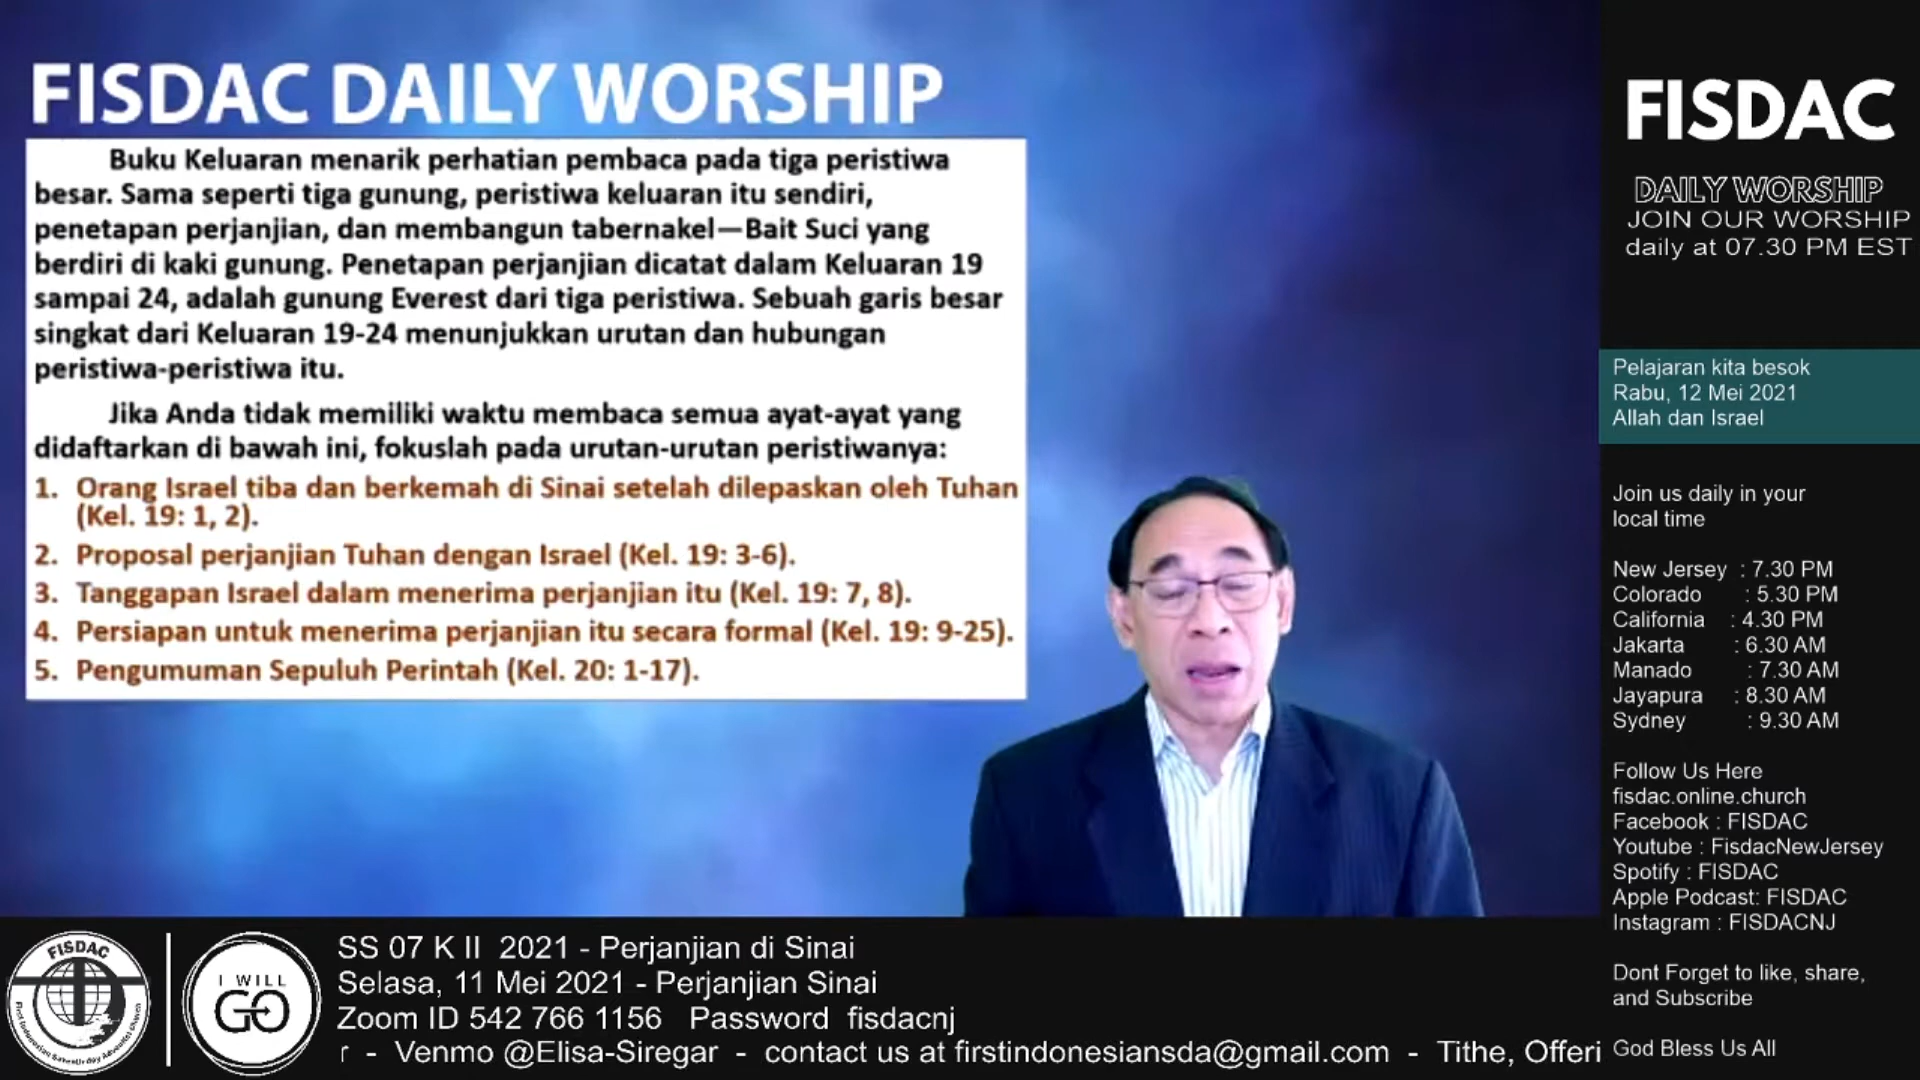 FISDAC DAILY WORSHIP
Buku Keluaran menarik perhatian pembaca pada tiga peristiwa
besar. Sama seperti tiga gunung, peristiwa keluaran itu sendiri,
penetapan perjanjian, dan membangun tabernakel—Bait Suci yang
berdiri di kaki gunung. Penetapan perjanjian dicatat dalam Keluaran 19
sampai 24, adalah gunung Everest dari tiga peristiwa. Sebuah garis besar
singkat dari Keluaran 19-24 menunjukkan urutan dan hubungan
peristiwa-peristiwa itu.
Jika Anda tidak memiliki waktu membaca semua ayat-ayat yang
didaftarkan di bawah ini, fokuslah pada urutan-urutan peristiwanya:
1. Orang Israel tiba dan berkemah di Sinai setelah dilepaskan oleh Tuhan
(Kel. 19: 1, 2).
2. Proposal perjanjian Tuhan dengan Israel (Kel. 19: 3-6).
3. Tanggapan Israel dalam menerima perjanjian itu (Kel. 19: 7, 8).
4. Persiapan untuk menerima perjanjian itu secara formal (Kel. 19: 9-25).
5. Pengumuman Sepuluh Perintah (Kel. 20: 1-17).
FISDAC
DAILY WORSHIP
JOIN OUR WORSHIP
daily at 07.30 PM EST
Pelajaran kita besok
Rabu, 12 Mei 2021
Allah dan Israel
Join us daily in your
local time
New Jersey : 7.30 PM
Colorado : 5.30 PM
California : 4.30 PM
Jakarta : 6.30 AM
Manado : 7.30 AM
Jayapura : 8.30 AM
Sydney : 9.30 AM
Follow Us Here
fisdac.online.church
Facebook : FISDAC
Youtube : FisdacNewJersey
Spotify : FISDAC
Apple Podcast: FISDAC
Instagram : FISDACNJ
Dont Forget to like, share,
and Subscribe
God Bless Us All
FISDAC
First Indonesian Seventh-day Adventist Church
I WILL
GO
SS 07 K II 2021 - Perjanjian di Sinai
Selasa, 11 Mei 2021 - Perjanjian Sinai
Zoom ID 542 766 1156 Password fisdacnj
r - Venmo @Elisa-Siregar - contact us at firstindonesiansda@gmail.com - Tithe, Offeri